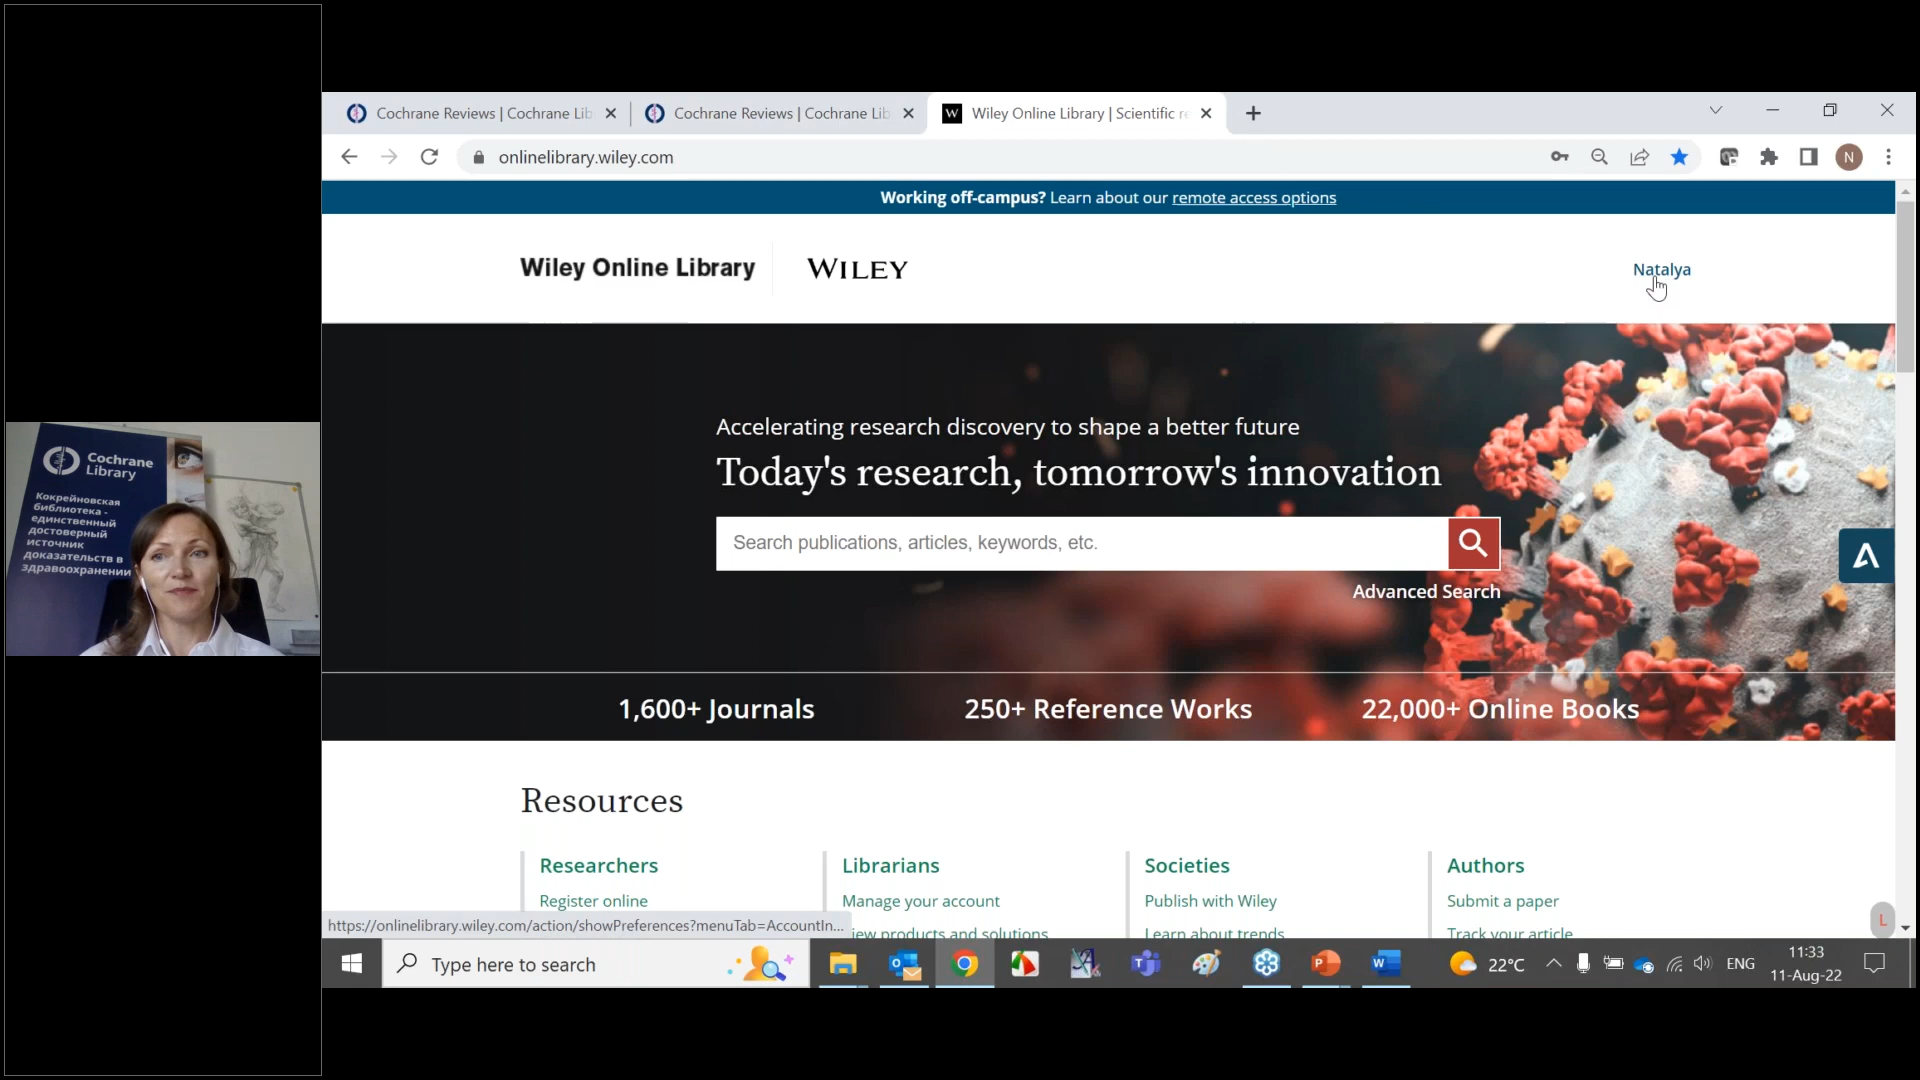 Cochrane
Library
Кокрейновская
библиотека -
единственный
достоверный
источник
доказательств в
здравоохранении
Cochrane Reviews | Cochrane Lib
Cochrane Reviews | Cochrane Lib
W
Wiley Online Library | Scientific re
onlinelibrary.wiley.com
N
Working off-campus? Learn about our remote access options
Wiley Online Library
WILEY
Natalya
Accelerating research discovery to shape a better future
Today's research, tomorrow's innovation
Search publications, articles, keywords, etc.
Advanced Search
1,600+ Journals
250+ Reference Works
22,000+ Online Books
Resources
Researchers
Librarians
Societies
Authors
Register online
Manage your account
Publish with Wiley
Submit a paper
View products and solutions
Learn about trends
Track your article
https://onlinelibrary.wiley.com/action/showPreferences?menuTab=AccountIn...
L
Type here to search
22°C
ENG
11:33
11-Aug-22